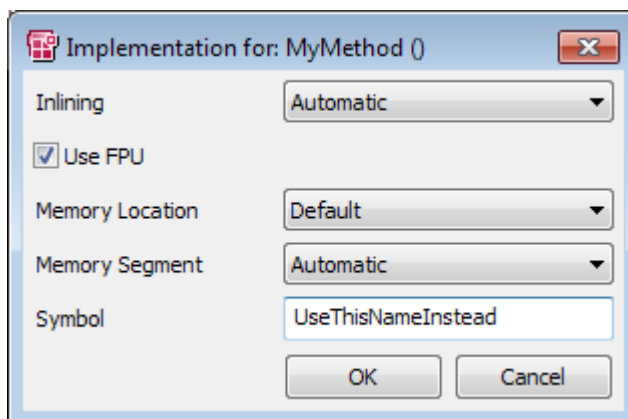 Implementation for: MyMethod ()
Inlining Automatic
Use FPU
Memory Location Default
Memory Segment Automatic
Symbol UseThisNameInstead
OK Cancel